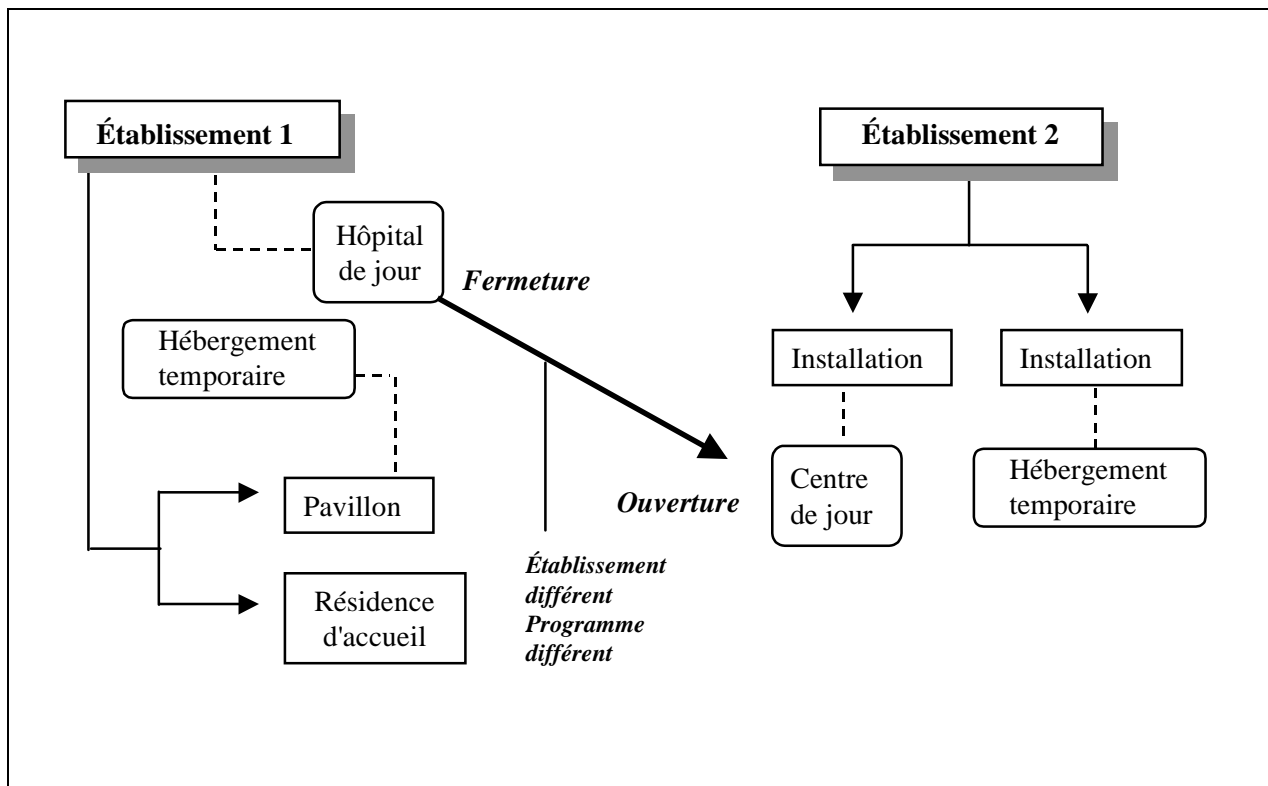 Établissement 1
Établissement 2
Hôpital
de jour
Fermeture
Hébergement
temporaire
Installation
Installation
Pavillon
Ouverture
Centre
de jour
Hébergement
temporaire
Établissement
différent
Programme
différent
Résidence
d'accueil